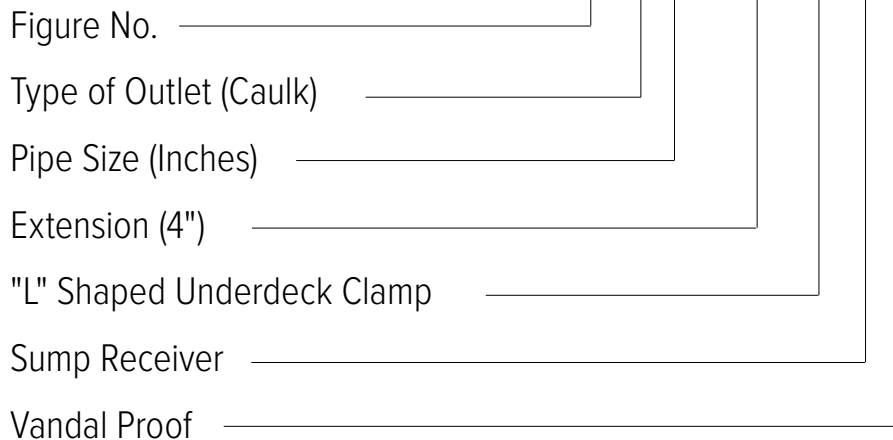 Figure No.
Type of Outlet (Caulk)
Pipe Size (Inches)
Extension (4")
"L" Shaped Underdeck Clamp
Sump Receiver
Vandal Proof